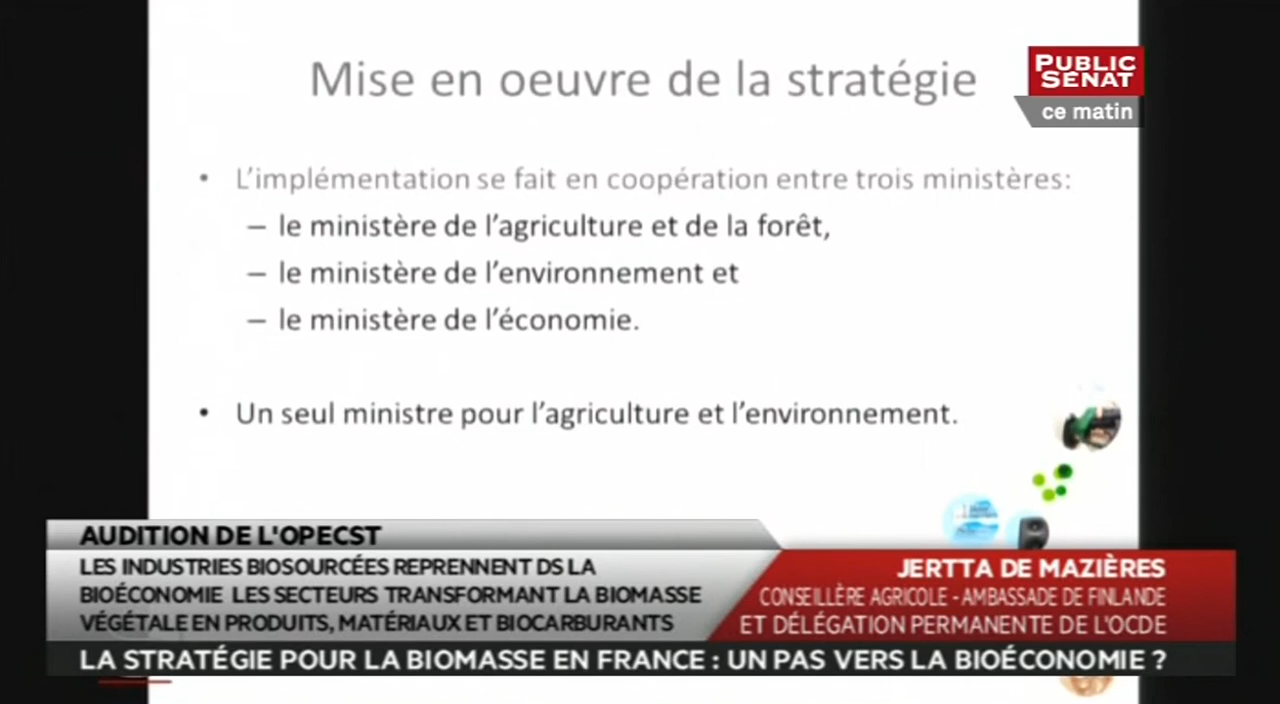 Mise en oeuvre de la stratégie
PUBLIC
SÉNAT
ce matin
• L'implémentation se fait en coopération entre trois ministères:
– le ministère de l'agriculture et de la forêt,
– le ministère de l'environnement et
– le ministère de l'économie.
• Un seul ministre pour l'agriculture et l'environnement.
AUDITION DE L'OPECST
LES INDUSTRIES BIOSOURCÉES REPRENNENT DS LA
BIOÉCONOMIE LES SECTEURS TRANSFORMANT LA BIOMASSE
VÉGÉTALE EN PRODUITS, MATÉRIAUX ET BIOCARBURANTS
JERTTA DE MAZIÈRES
CONSEILLÈRE AGRICOLE - AMBASSADE DE FINLANDE
ET DÉLÉGATION PERMANENTE DE L'OCDE
LA STRATÉGIE POUR LA BIOMASSE EN FRANCE : UN PAS VERS LA BIOÉCONOMIE ?